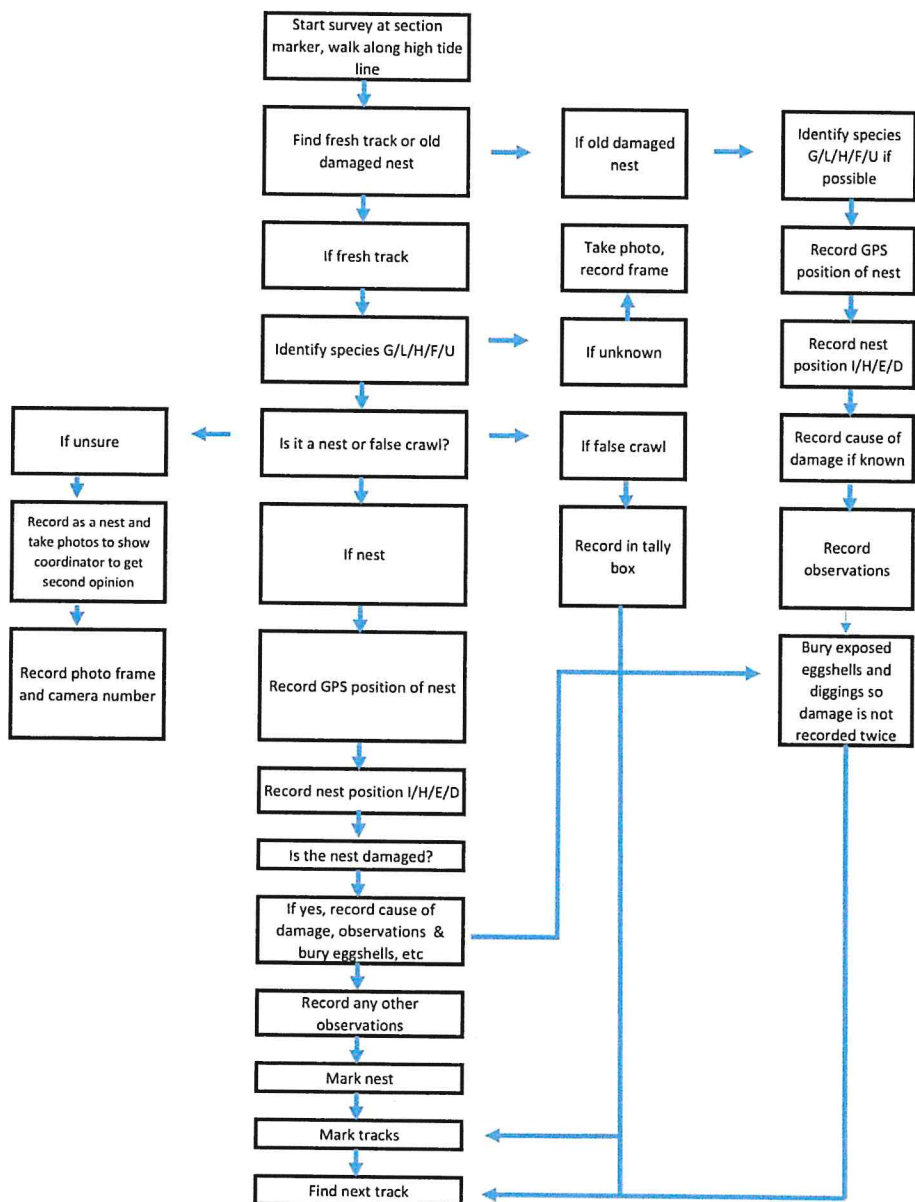 Start survey at section
marker, walk along high tide
line
Find fresh track or old
damaged nest
If old damaged
nest
Identify species
G/L/H/F/U if
possible
If fresh track
Take photo,
record frame
Record GPS
position of nest
Identify species G/L/H/F/U
If unknown
Record nest
position I/H/E/D
If unsure
Is it a nest or false crawl?
If false crawl
Record cause of
damage if known
Record as a nest and
take photos to show
coordinator to get
second opinion
If nest
Record in tally
box
Record
observations
Record photo frame
and camera number
Record GPS position of nest
Bury exposed
eggshells and
diggings so
damage is not
recorded twice
Record nest position I/H/E/D
Is the nest damaged?
If yes, record cause of
damage, observations &
bury eggshells, etc
Record any other
observations
Mark nest
Mark tracks
Find next track